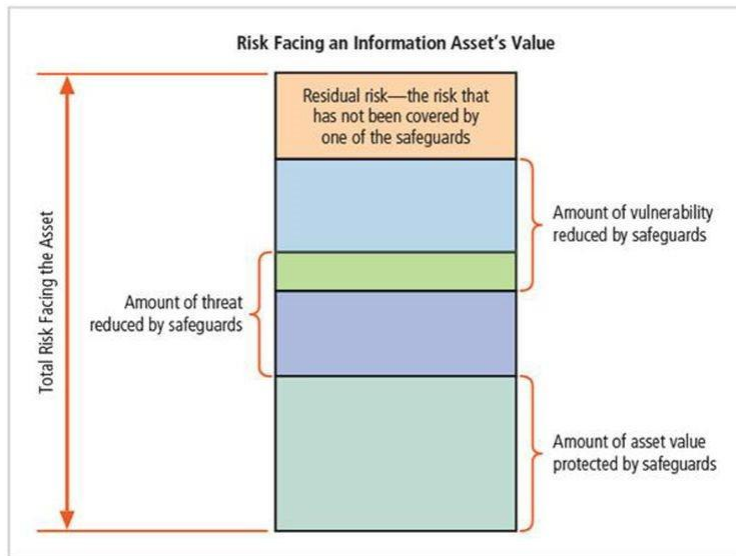 Risk Facing an Information Asset's Value
Residual risk—the risk that
has not been covered by
one of the safeguards
Amount of vulnerability
reduced by safeguards
Total Risk Facing the Asset
Amount of threat
reduced by safeguards
Amount of asset value
protected by safeguards